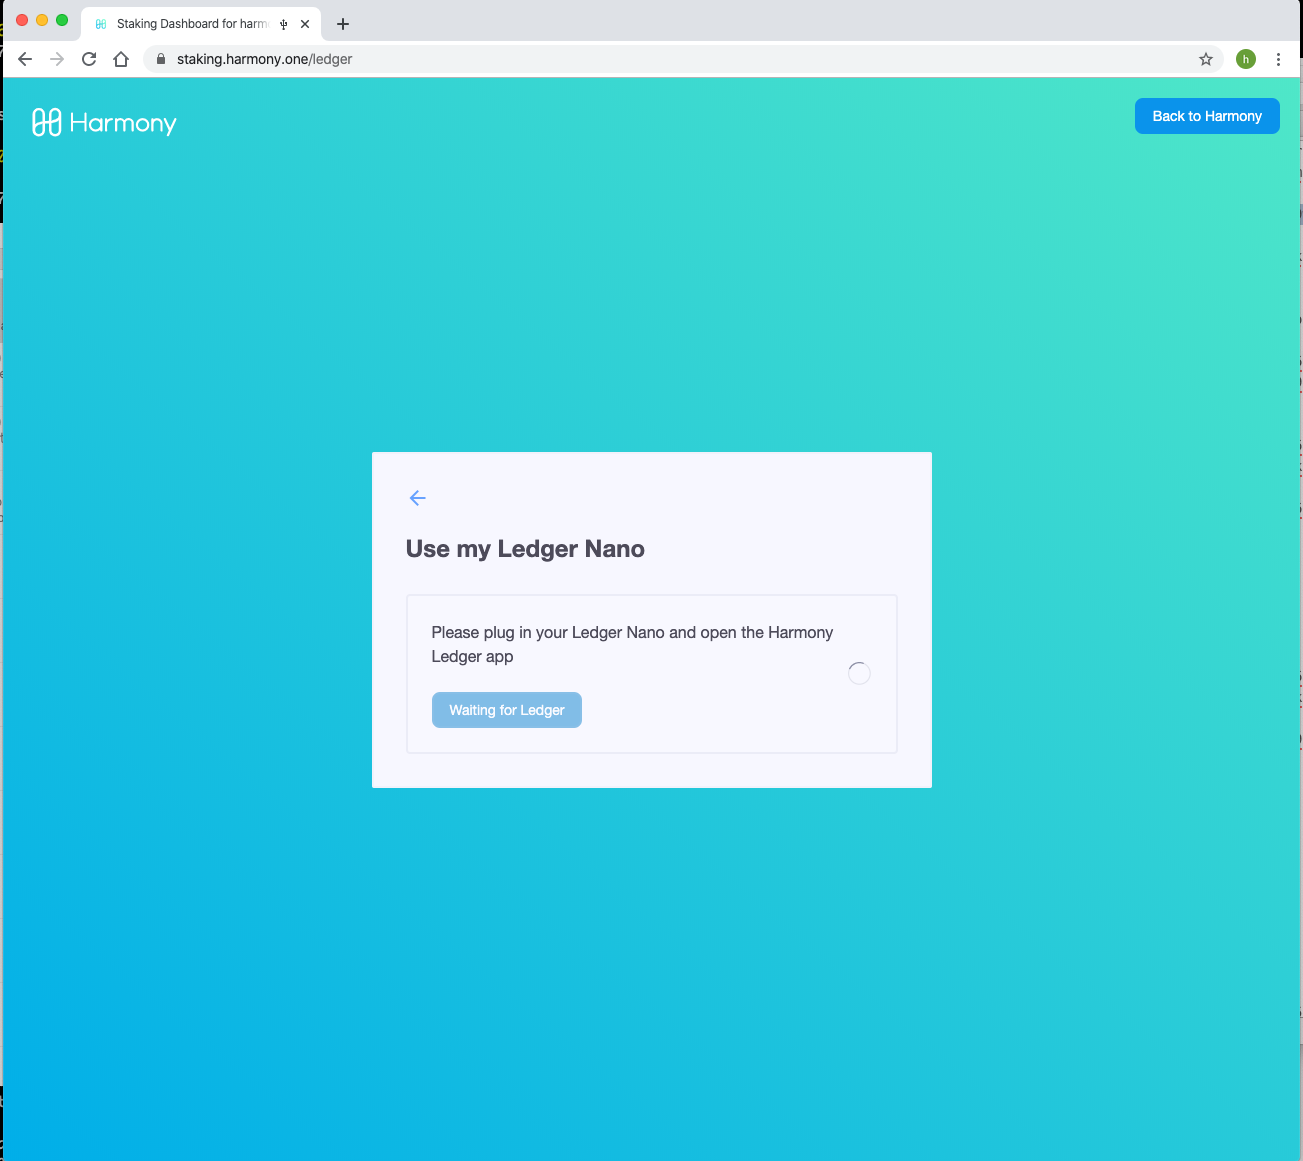 Staking Dashboard for harm
staking.harmony.one/ledger
h
Harmony
Back to Harmony
Use my Ledger Nano
Please plug in your Ledger Nano and open the Harmony
Ledger app
Waiting for Ledger